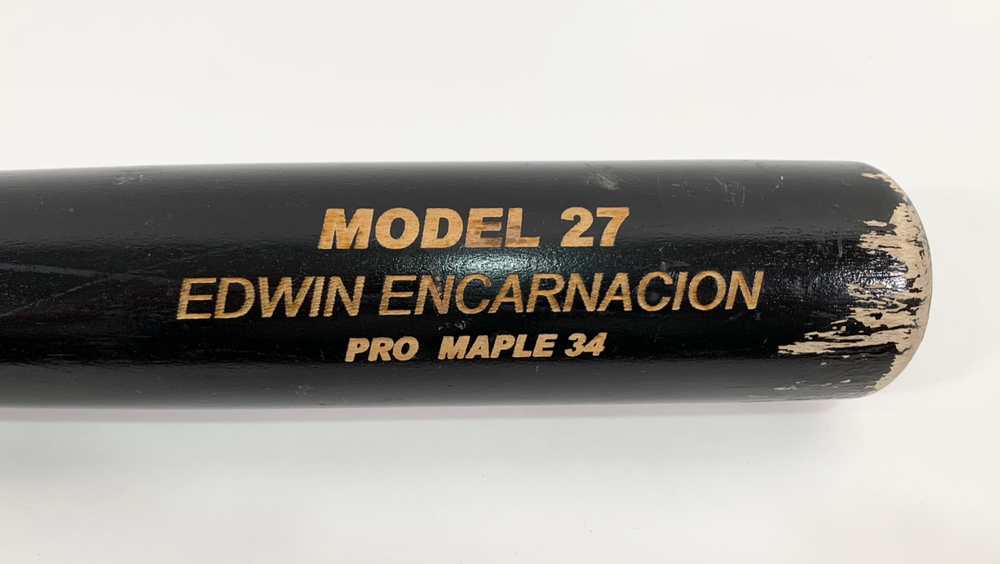 MODEL 27
EDWIN ENCARNACION
PRO MAPLE 34